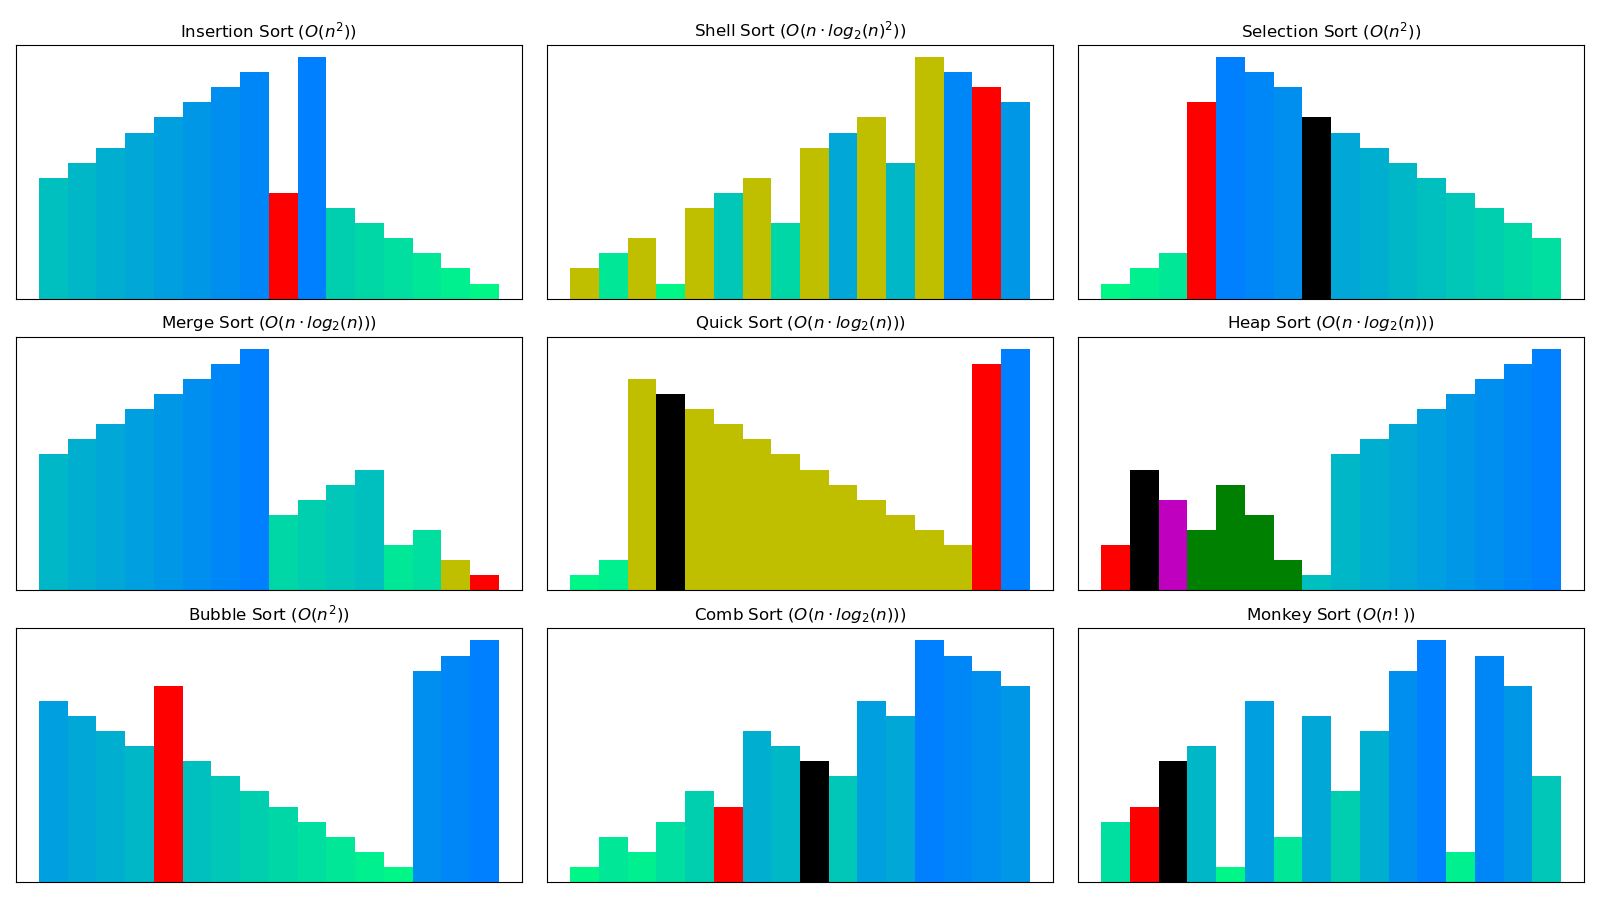 Insertion Sort (O(n²))
Shell Sort (O(n · log₂(n)²))
Selection Sort (O(n²))
Merge Sort (O(n · log₂(n)))
Quick Sort (O(n · log₂(n)))
Heap Sort (O(n · log₂(n)))
Bubble Sort (O(n²))
Comb Sort (O(n · log₂(n)))
Monkey Sort (O(n! ))